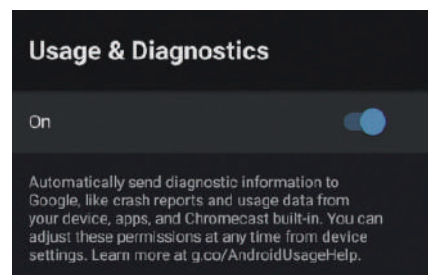 Usage & Diagnostics
On
Automatically send diagnostic information to
Google, like crash reports and usage data from
your device, apps, and Chromecast built-in. You can
adjust these permissions at any time from device
settings. Learn more at g.co/AndroidUsageHelp.